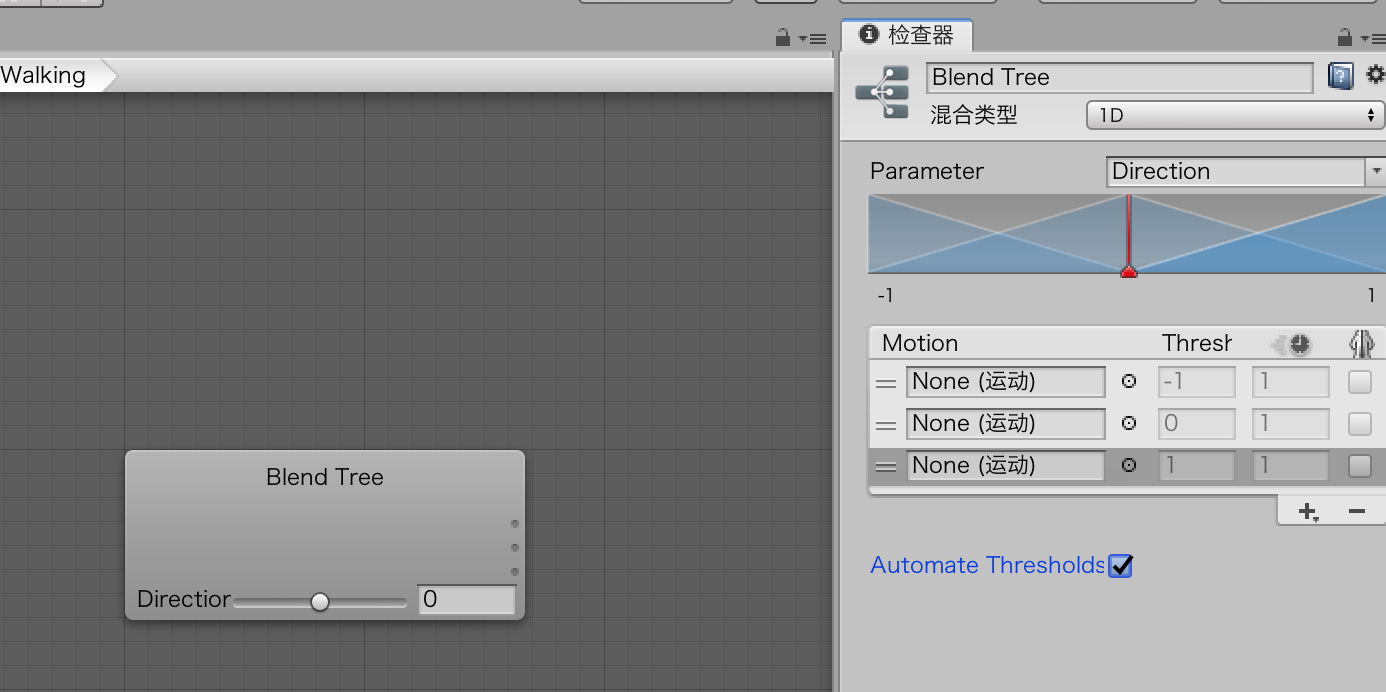 Walking
检查器
Blend Tree
混合类型 1D
Parameter Direction
-1 1
Motion Thresh
None (运动) -1 1
None (运动) 0 1
None (运动) 1 1
Automate Thresholds
Blend Tree
Direction 0